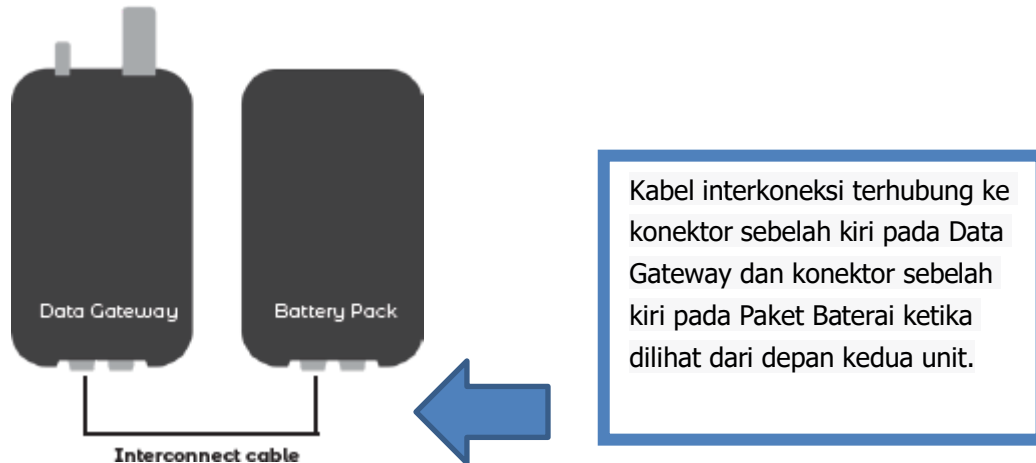 Data Gateway
Battery Pack
Interconnect cable
Kabel interkoneksi terhubung ke
konektor sebelah kiri pada Data
Gateway dan konektor sebelah
kiri pada Paket Baterai ketika
dilihat dari depan kedua unit.